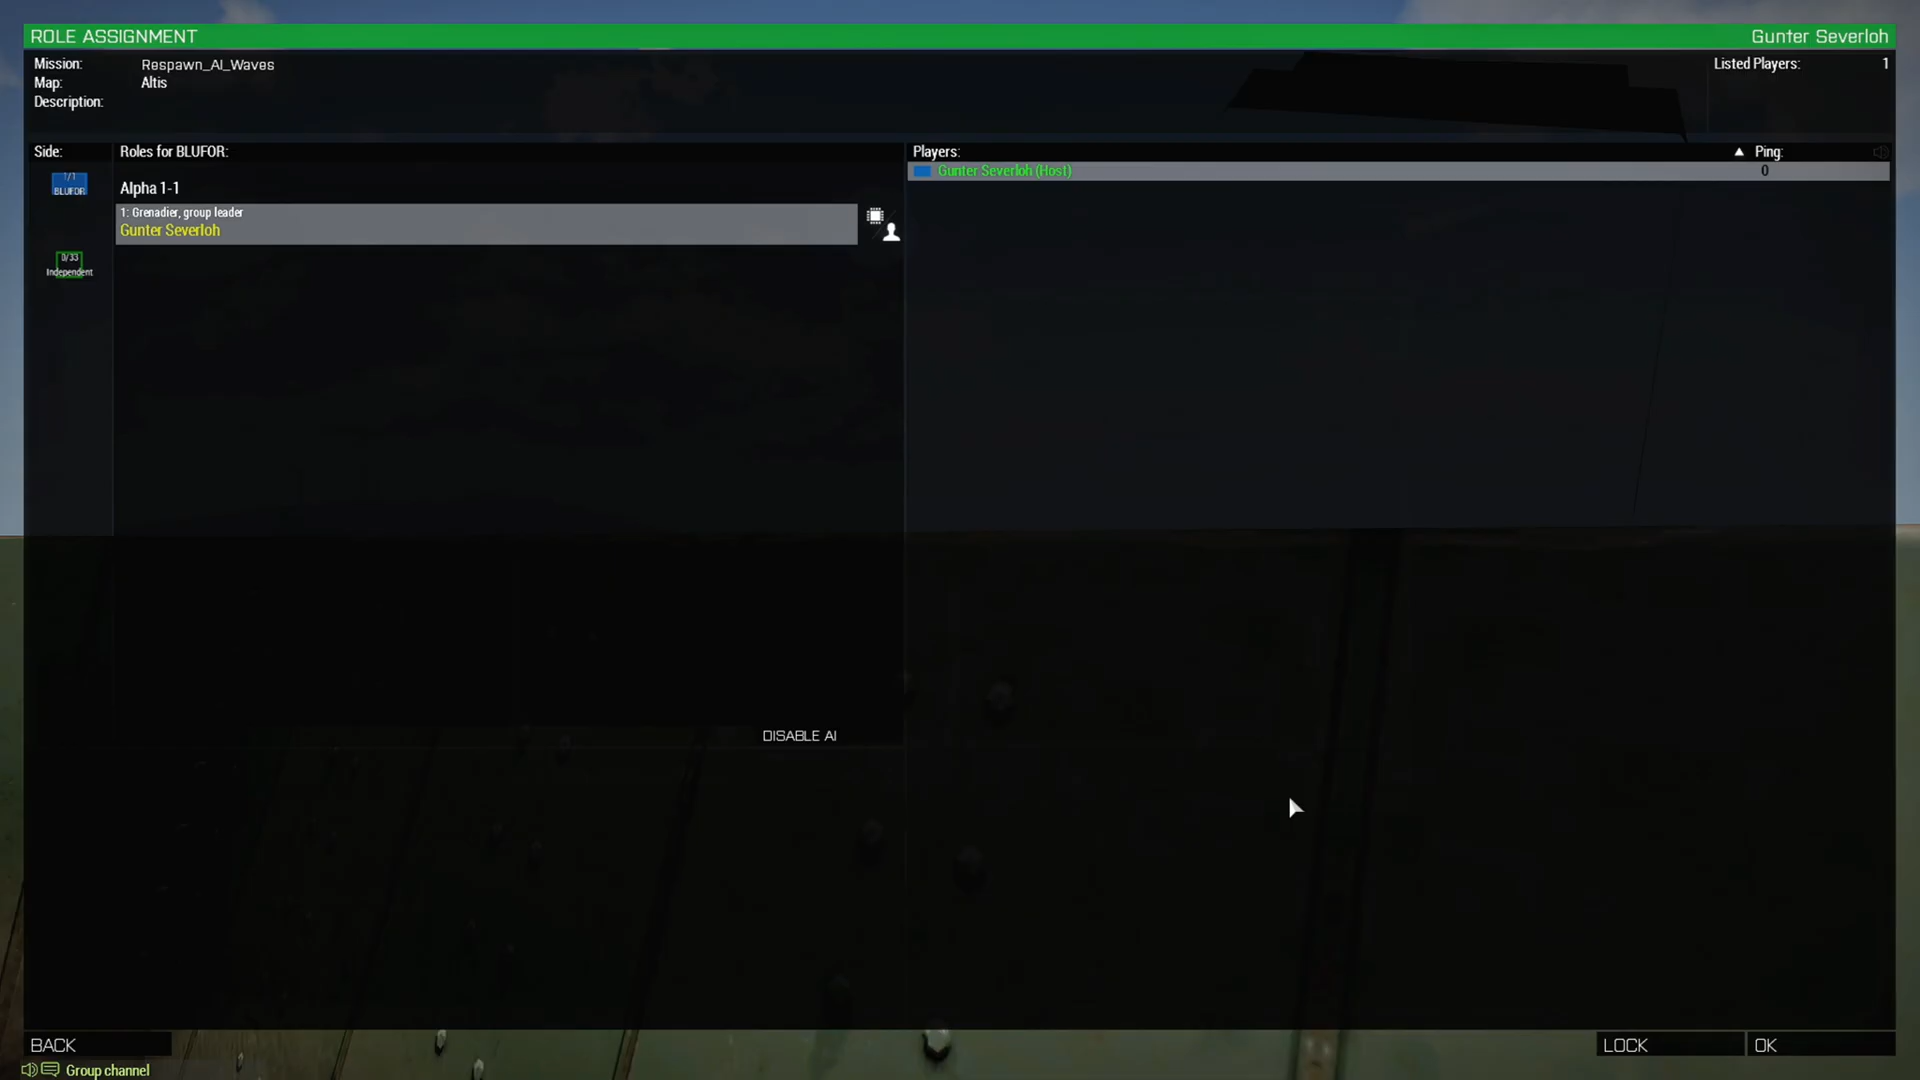 ROLE ASSIGNMENT
Gunter Severloh
Mission: Respawn_AI_Waves
Listed Players: 1
Map: Altis
Description:
Side:
Roles for BLUFOR:
Players:
Ping:
1/1
BLUFOR
Gunter Severloh (Host)
0
Alpha 1-1
1: Grenadier, group leader
Gunter Severloh
0/33
Independent
DISABLE AI
BACK
LOCK
OK
Group channel